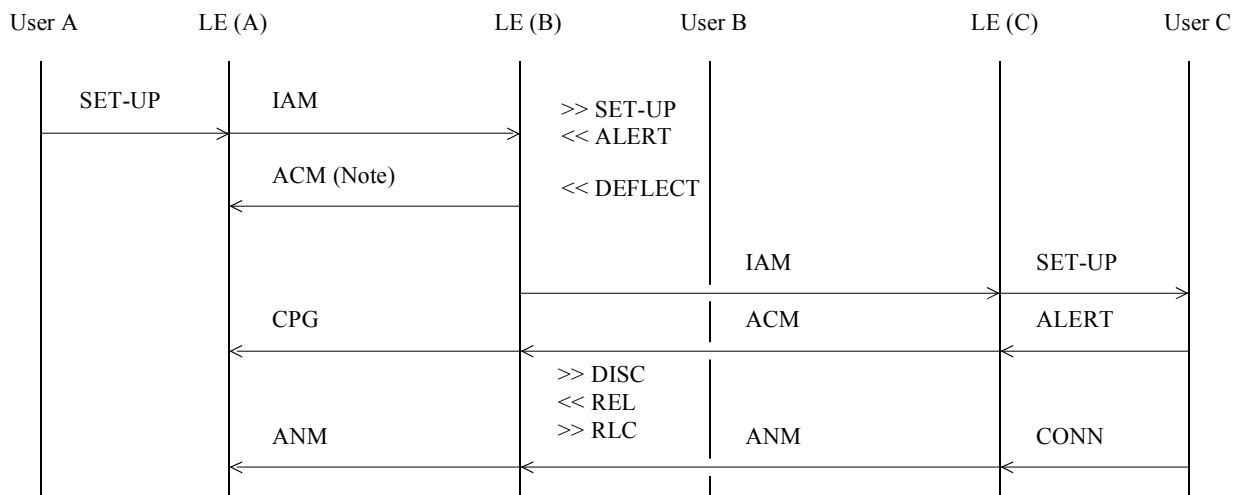 User A LE (A) LE (B) User B LE (C) User C
SET-UP IAM >> SET-UP
<< ALERT
ACM (Note) << DEFLECT
IAM SET-UP
CPG ACM ALERT
>> DISC
<< REL
>> RLC
ANM ANM CONN